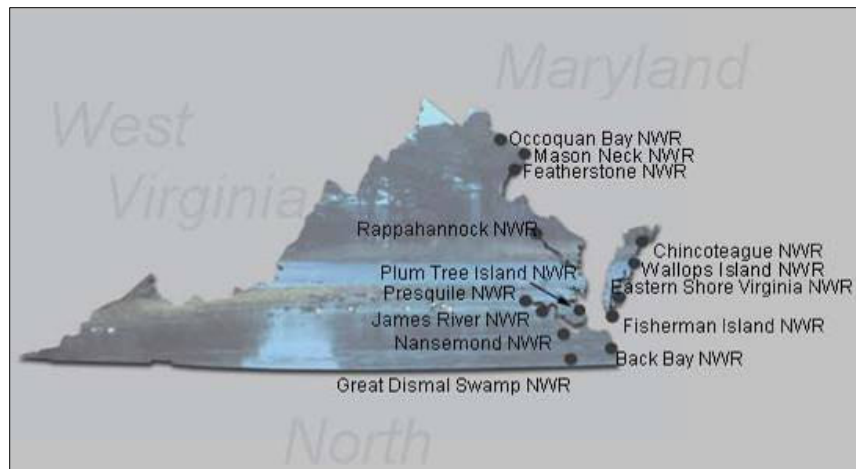 Maryland
West
Virginia
Occoquan Bay NWR
Mason Neck NWR
Featherstone NWR
Rappahannock NWR
Chincoteague NWR
Plum Tree Island NWR
Wallops Island NWR
Presquile NWR
Eastern Shore Virginia NWR
James River NWR
Fisherman Island NWR
Nansemond NWR
Back Bay NWR
Great Dismal Swamp NWR
North